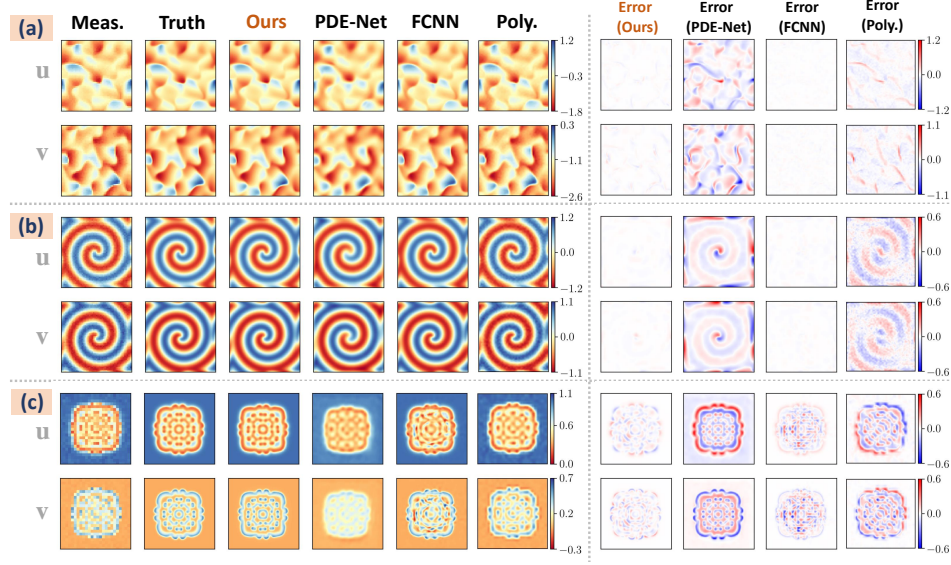 (a) Meas. Truth Ours PDE-Net FCNN Poly. Error (Ours) Error (PDE-Net) Error (FCNN) Error (Poly.)
u 1.2 −0.3 −1.8 1.2 0.0 −1.2
v 0.3 −1.1 −2.6 1.1 0.0 −1.1
(b)
u 1.2 0.0 −1.2 0.6 0.0 −0.6
v 1.1 0.0 −1.1 0.6 0.0 −0.6
(c)
u 1.1 0.6 0.0 0.6 0.0 −0.6
v 0.7 0.2 −0.3 0.6 0.0 −0.6